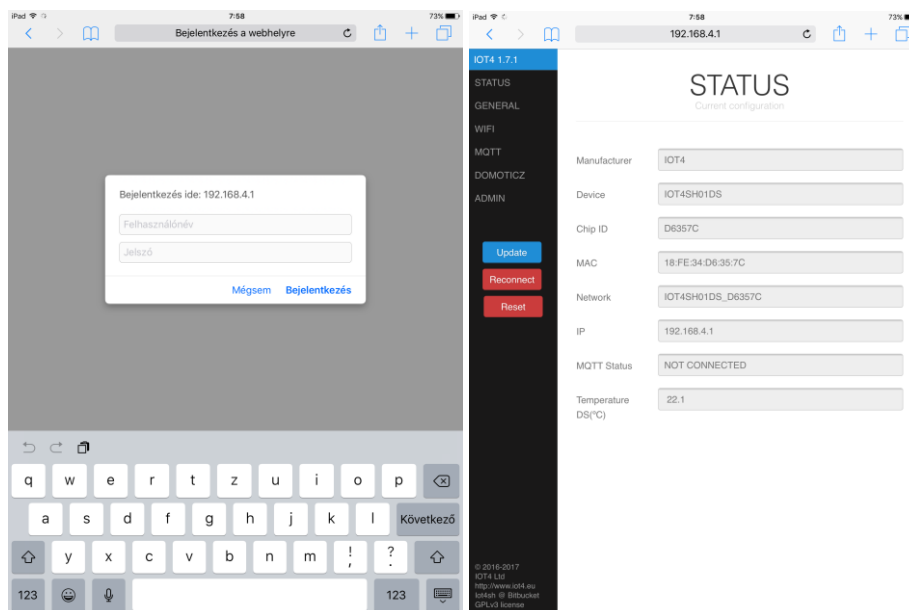 iPad 7:58 73%
Bejelentkezés a webhelyre
Bejelentkezés ide: 192.168.4.1
Felhasználónév
Jelszó
Mégsem Bejelentkezés
q w e r t z u i o p
a s d f g h j k l Következő
y x c v b n m ! , ? .
123 123
iPad 7:58 73%
192.168.4.1
IOT4 1.7.1
STATUS
GENERAL
WIFI
MQTT
DOMOTICZ
ADMIN
Update
Reconnect
Reset
© 2016-2017
IOT4 Ltd
http://www.iot4.eu
Iot4sh @ Bitbucket
GPLv3 license
STATUS
Current configuration
Manufacturer IOT4
Device IOT4SH01DS
Chip ID D6357C
MAC 18:FE:34:D6:35:7C
Network IOT4SH01DS_D6357C
IP 192.168.4.1
MQTT Status NOT CONNECTED
Temperature 22.1
DS(ºC)